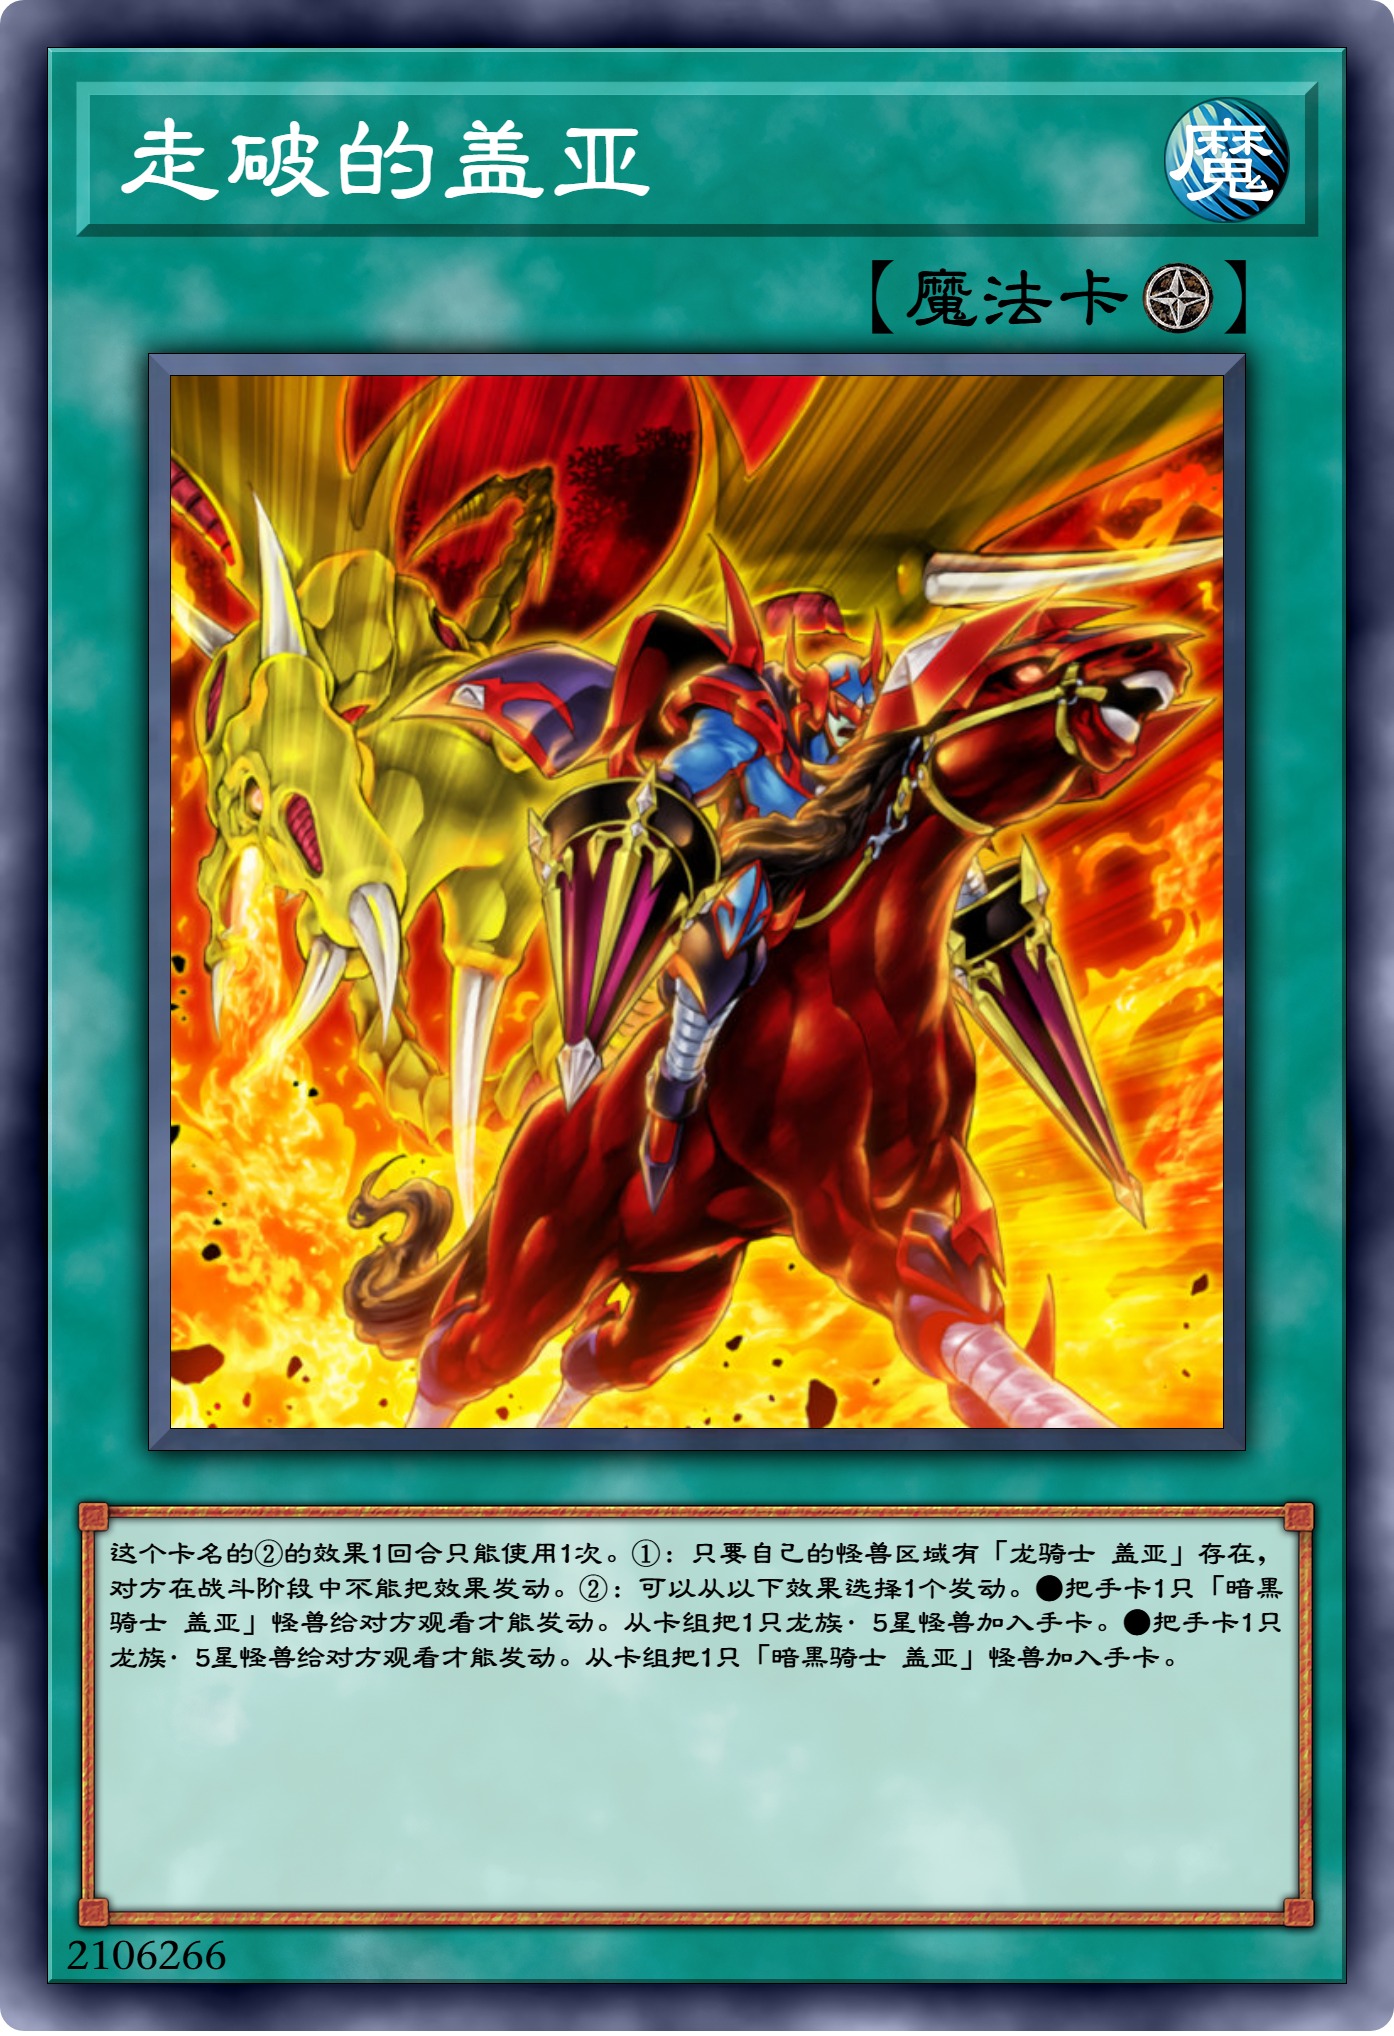 走破的盖亚
魔
【魔法卡】
这个卡名的②的效果1回合只能使用1次。①：只要自己的怪兽区域有「龙骑士 盖亚」存在，
对方在战斗阶段中不能把效果发动。②：可以从以下效果选择1个发动。●把手卡1只「暗黑
骑士 盖亚」怪兽给对方观看才能发动。从卡组把1只龙族·5星怪兽加入手卡。●把手卡1只
龙族·5星怪兽给对方观看才能发动。从卡组把1只「暗黑骑士 盖亚」怪兽加入手卡。
2106266